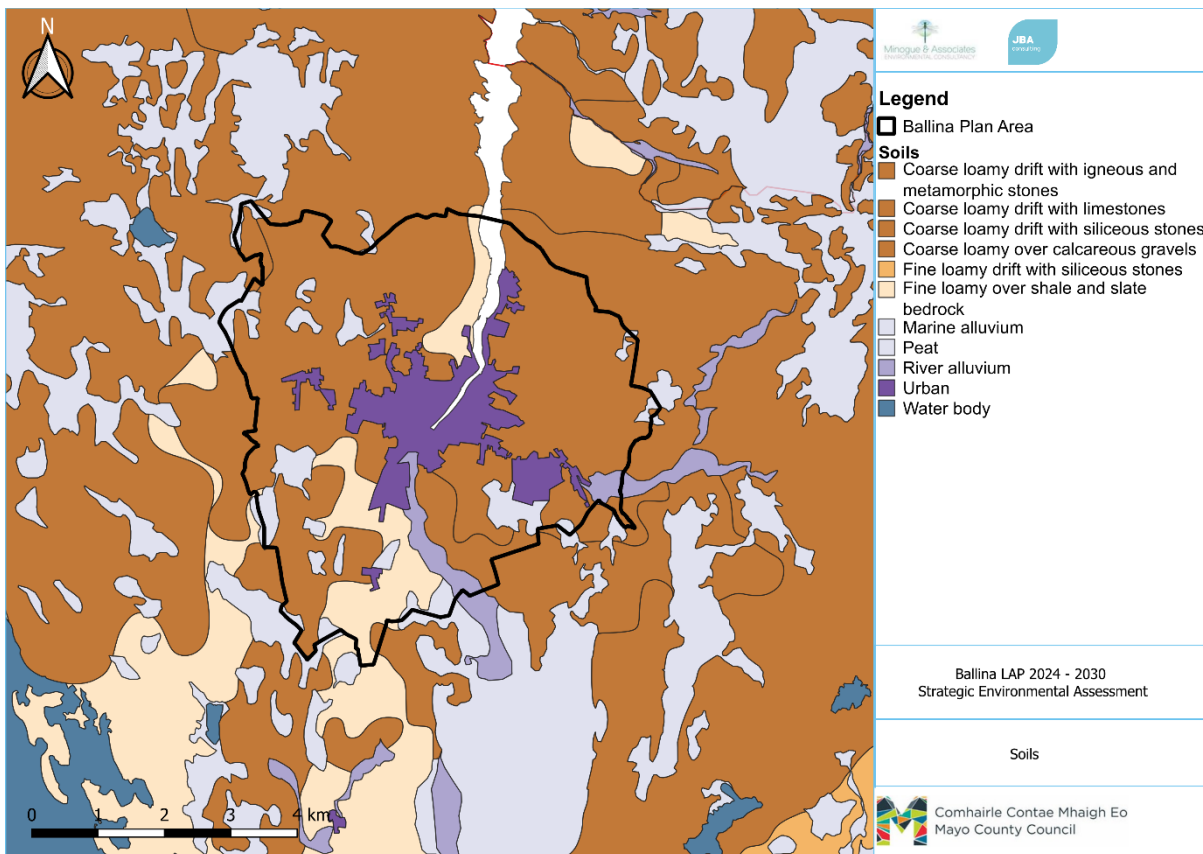 N
Minogue & Associates
ENVIRONMENTAL CONSULTANCY
JBA
consulting
Legend
Ballina Plan Area
Soils
Coarse loamy drift with igneous and
metamorphic stones
Coarse loamy drift with limestones
Coarse loamy drift with siliceous stones
Coarse loamy over calcareous gravels
Fine loamy drift with siliceous stones
Fine loamy over shale and slate
bedrock
Marine alluvium
Peat
River alluvium
Urban
Water body
0 1 2 3 4 km
Ballina LAP 2024 - 2030
Strategic Environmental Assessment
Soils
Comhairle Contae Mhaigh Eo
Mayo County Council